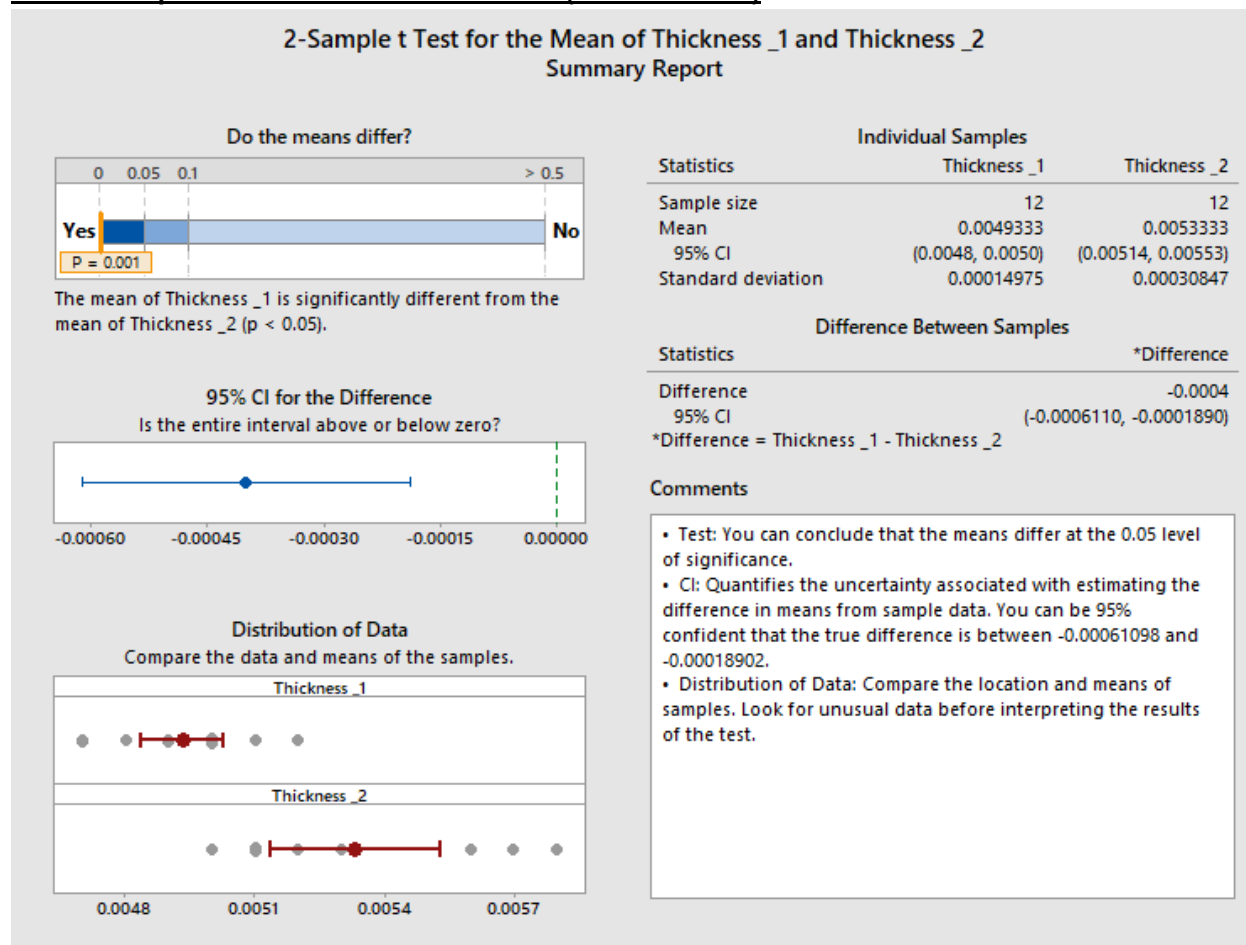 2-Sample t Test for the Mean of Thickness _1 and Thickness _2
Summary Report
Do the means differ?
0 0.05 0.1 > 0.5
Yes No
P = 0.001
The mean of Thickness _1 is significantly different from the
mean of Thickness _2 (p < 0.05).
95% CI for the Difference
Is the entire interval above or below zero?
-0.00060 -0.00045 -0.00030 -0.00015 0.00000
Distribution of Data
Compare the data and means of the samples.
Thickness _1
Thickness _2
0.0048 0.0051 0.0054 0.0057
Individual Samples
Statistics Thickness _1 Thickness _2
Sample size 12 12
Mean 0.0049333 0.0053333
95% CI (0.0048, 0.0050) (0.00514, 0.00553)
Standard deviation 0.00014975 0.00030847
Difference Between Samples
Statistics *Difference
Difference -0.0004
95% CI (-0.0006110, -0.0001890)
*Difference = Thickness _1 - Thickness _2
Comments
• Test: You can conclude that the means differ at the 0.05 level
of significance.
• CI: Quantifies the uncertainty associated with estimating the
difference in means from sample data. You can be 95%
confident that the true difference is between -0.00061098 and
-0.00018902.
• Distribution of Data: Compare the location and means of
samples. Look for unusual data before interpreting the results
of the test.